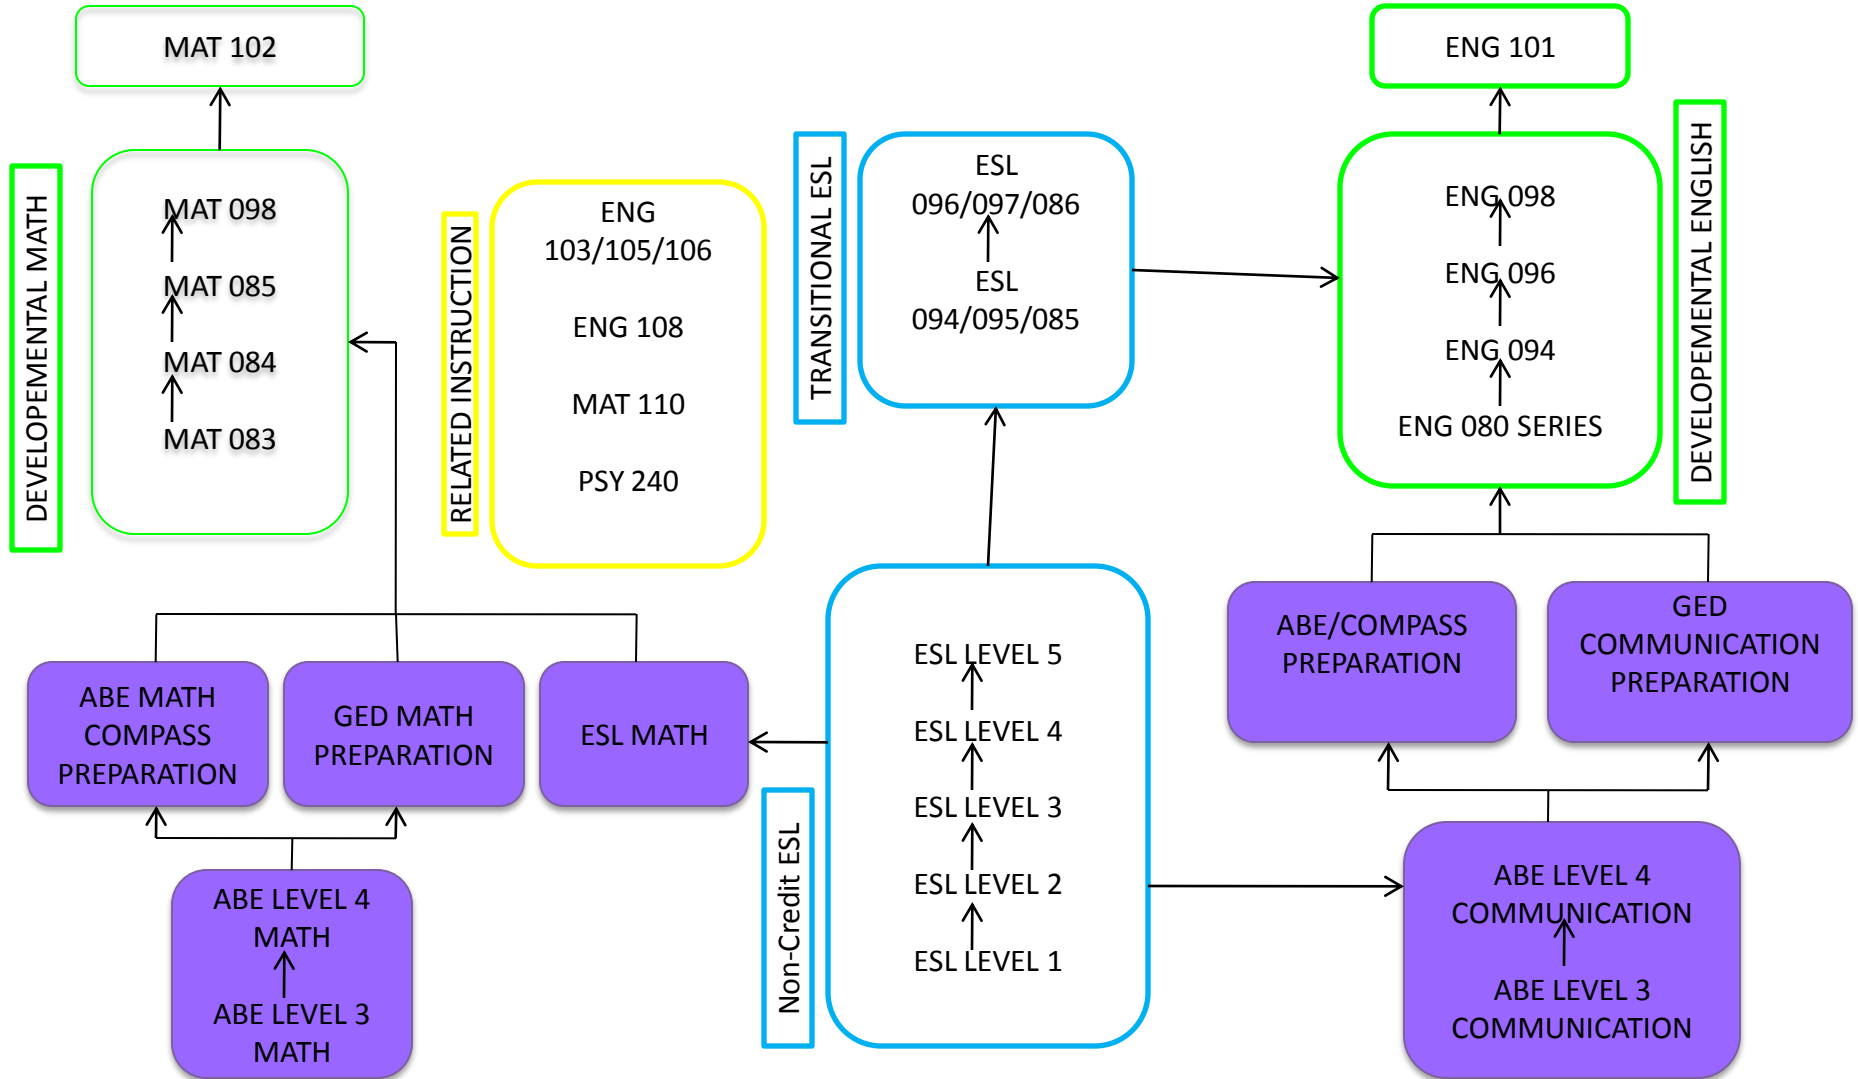 MAT 102
DEVELOPEMENTAL MATH
MAT 098
MAT 085
MAT 084
MAT 083
RELATED INSTRUCTION
ENG
103/105/106
ENG 108
MAT 110
PSY 240
TRANSITIONAL ESL
ESL
096/097/086
ESL
094/095/085
ENG 101
DEVELOPEMENTAL ENGLISH
ENG 098
ENG 096
ENG 094
ENG 080 SERIES
ABE MATH
COMPASS
PREPARATION
GED MATH
PREPARATION
ESL MATH
ABE LEVEL 4
MATH
ABE LEVEL 3
MATH
Non-Credit ESL
ESL LEVEL 5
ESL LEVEL 4
ESL LEVEL 3
ESL LEVEL 2
ESL LEVEL 1
ABE/COMPASS
PREPARATION
GED
COMMUNICATION
PREPARATION
ABE LEVEL 4
COMMUNICATION
ABE LEVEL 3
COMMUNICATION